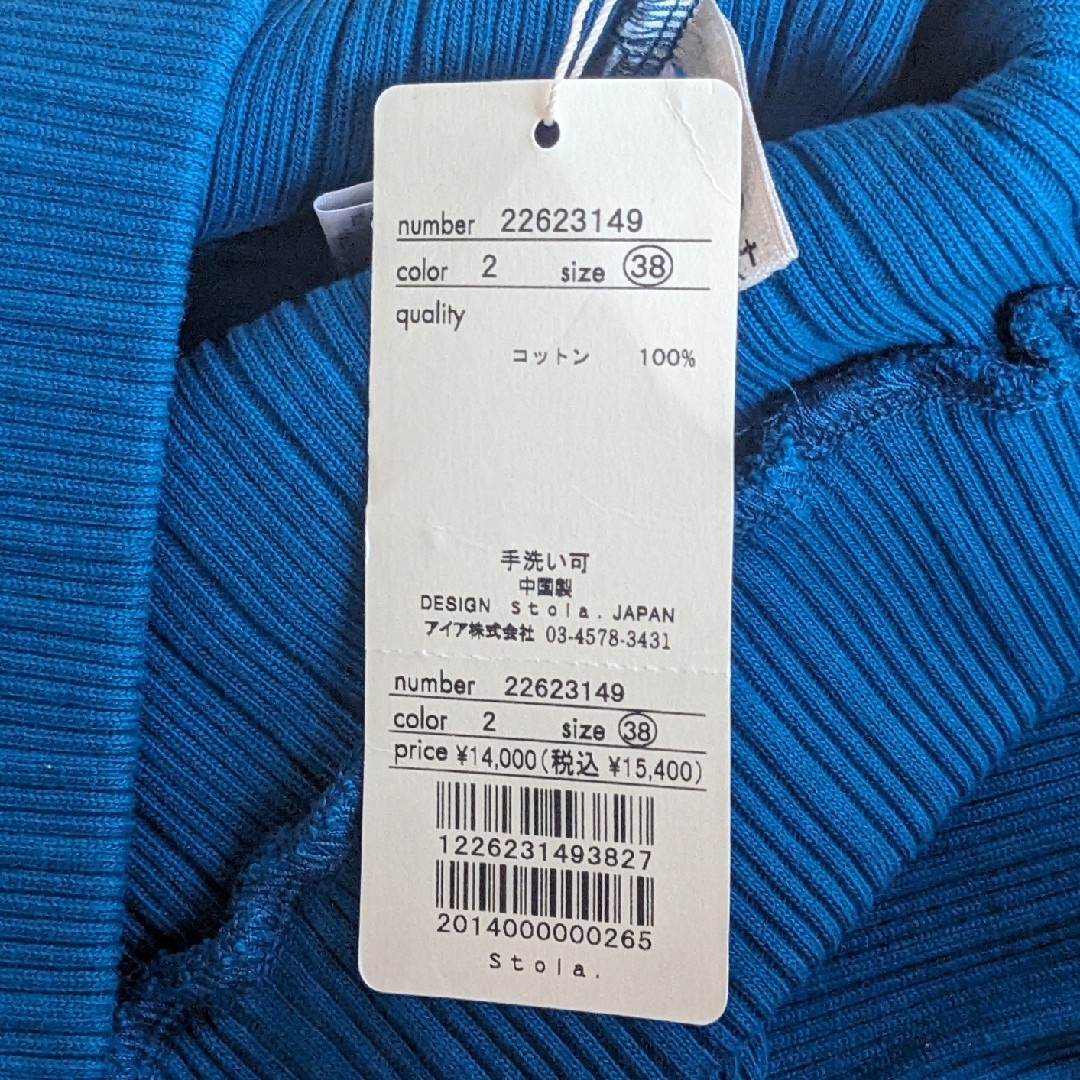 number 22623149
color 2 size 38
quality
コットン 100%
手洗い可
中国製
DESIGN Stola. JAPAN
アイア株式会社 03-4578-3431
number 22623149
color 2 size 38
price ¥14,000(税込 ¥15,400)
1226231493827
2014000000265
Stola.